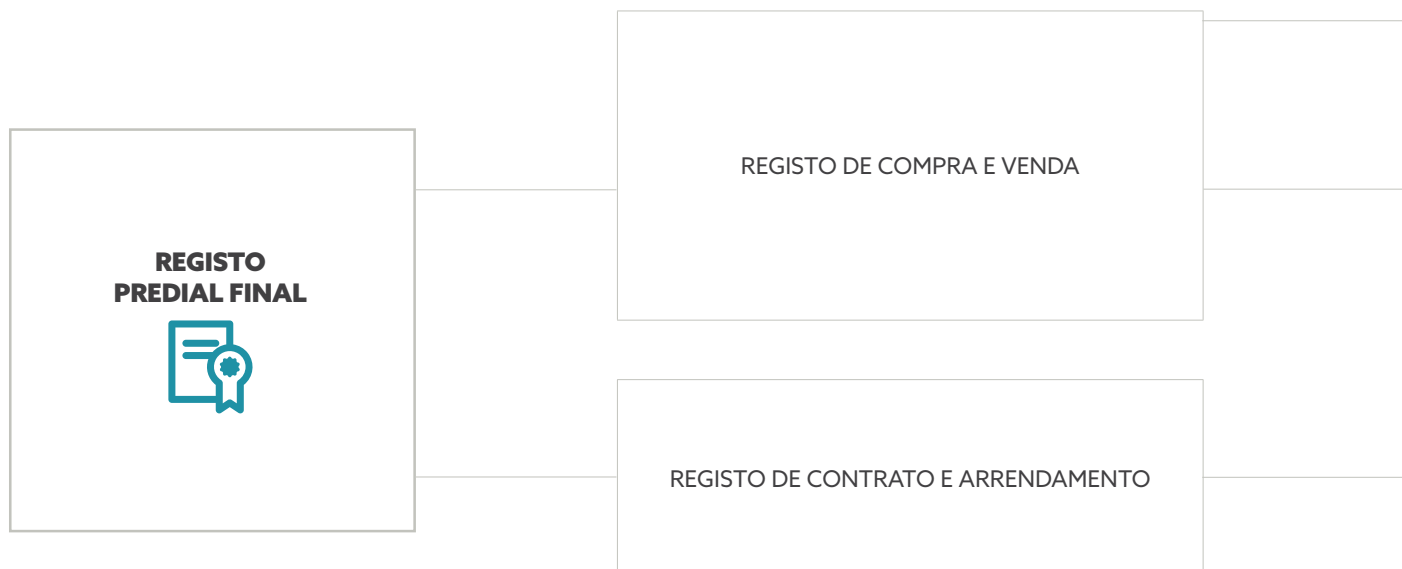 REGISTO DE COMPRA E VENDA
REGISTO
PREDIAL FINAL
REGISTO DE CONTRATO E ARRENDAMENTO